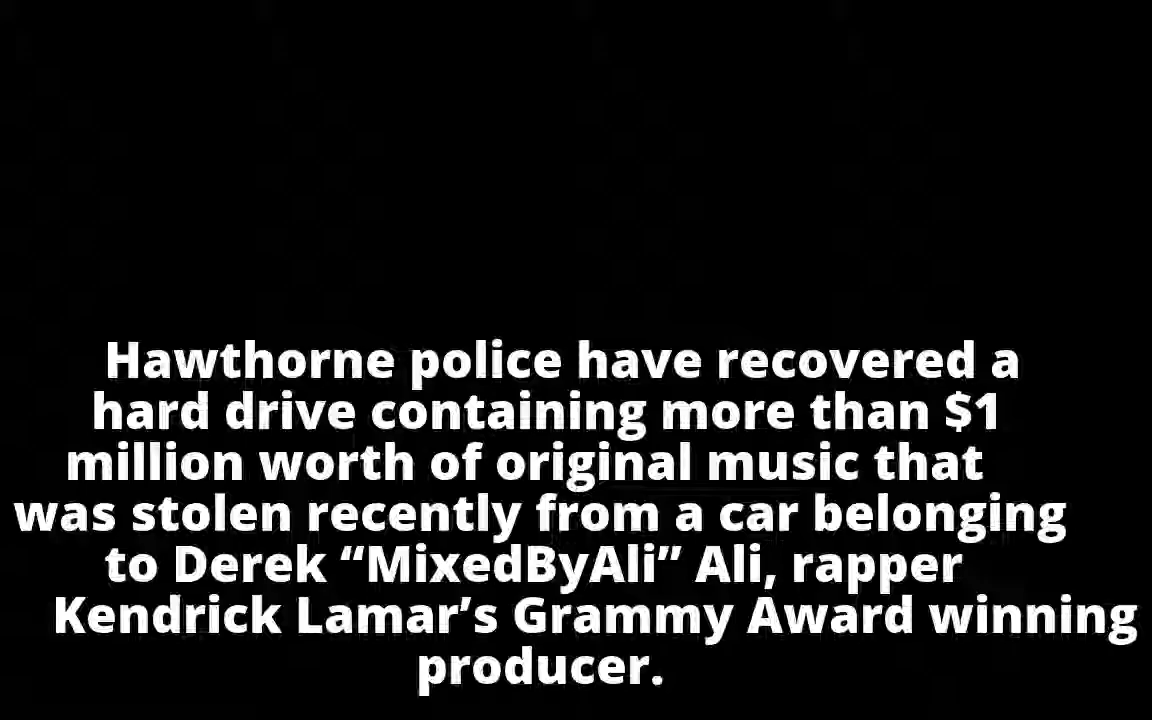 Hawthorne police have recovered a
hard drive containing more than $1
million worth of original music that
was stolen recently from a car belonging
to Derek “MixedByAli” Ali, rapper
Kendrick Lamar’s Grammy Award winning
producer.